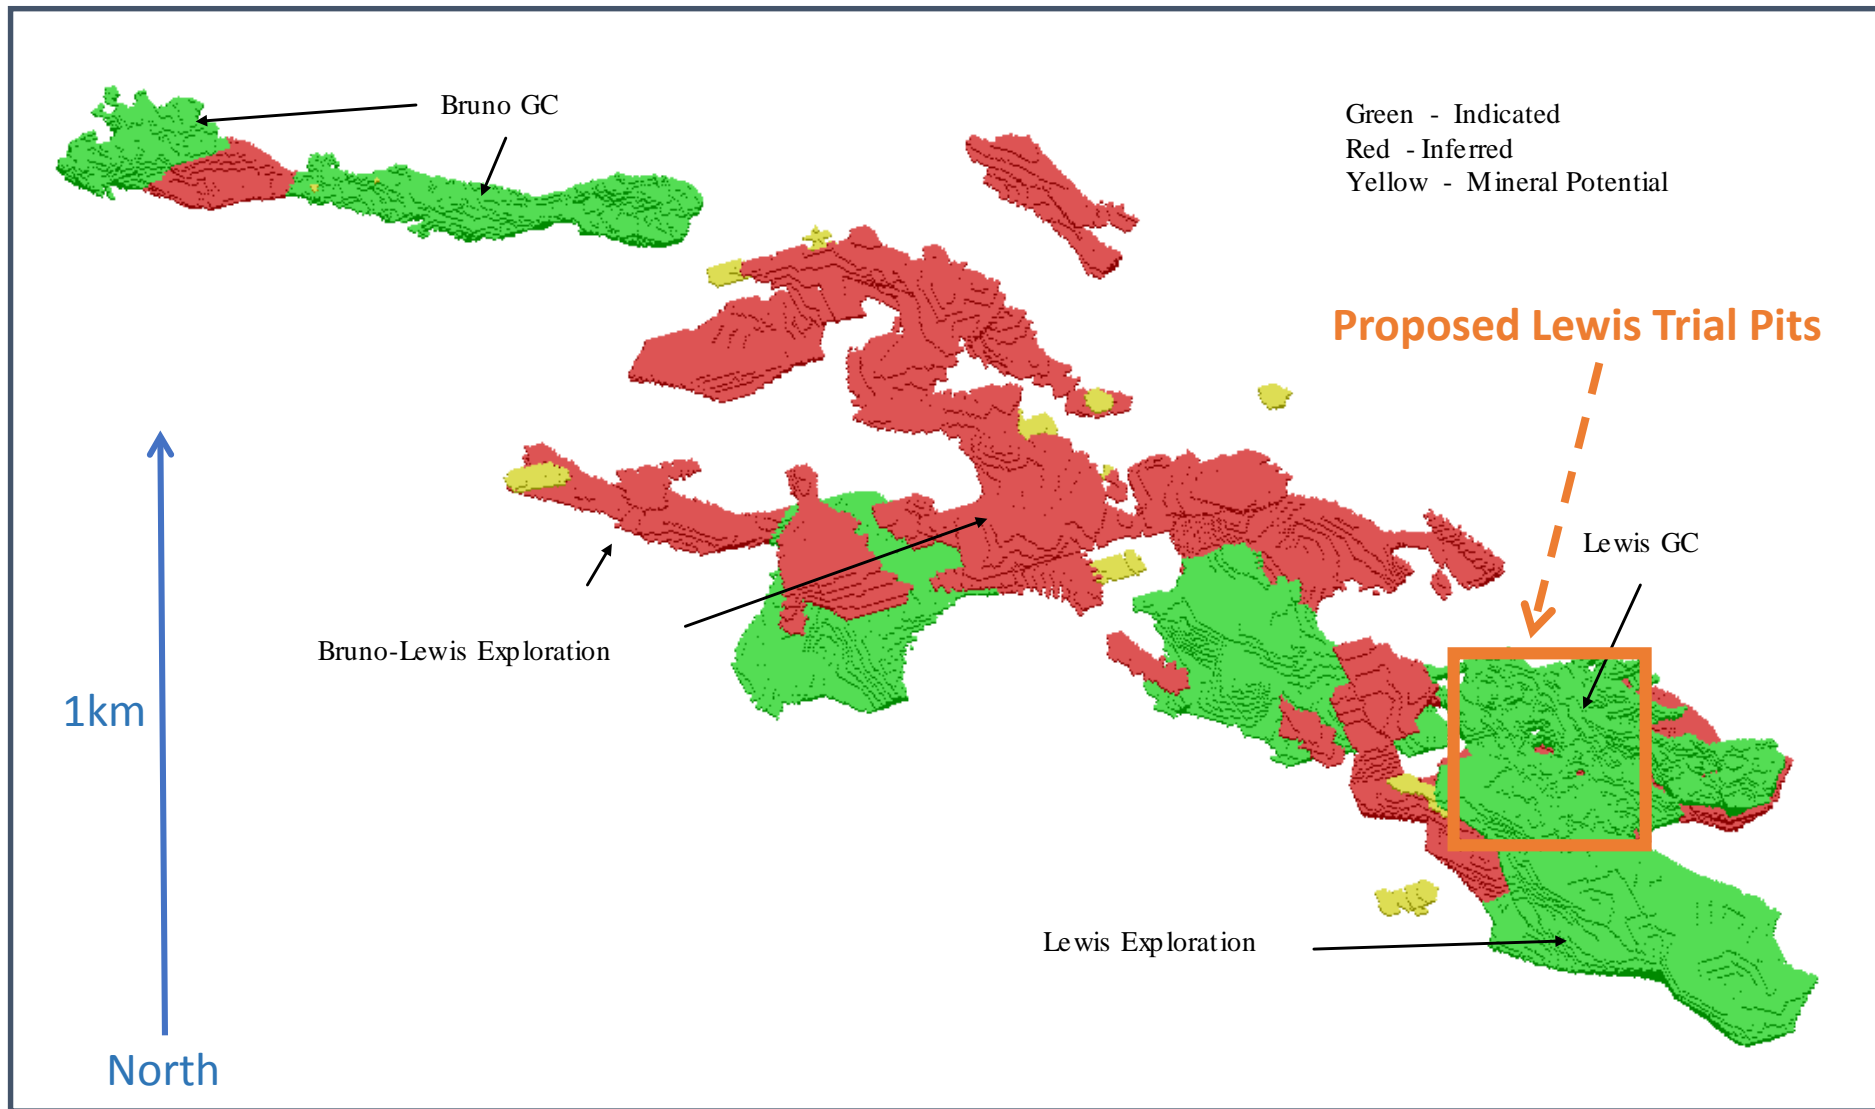 Bruno GC
Green - Indicated
Red - Inferred
Yellow - Mineral Potential
Proposed Lewis Trial Pits
Lewis GC
Bruno-Lewis Exploration
1km
Lewis Exploration
North